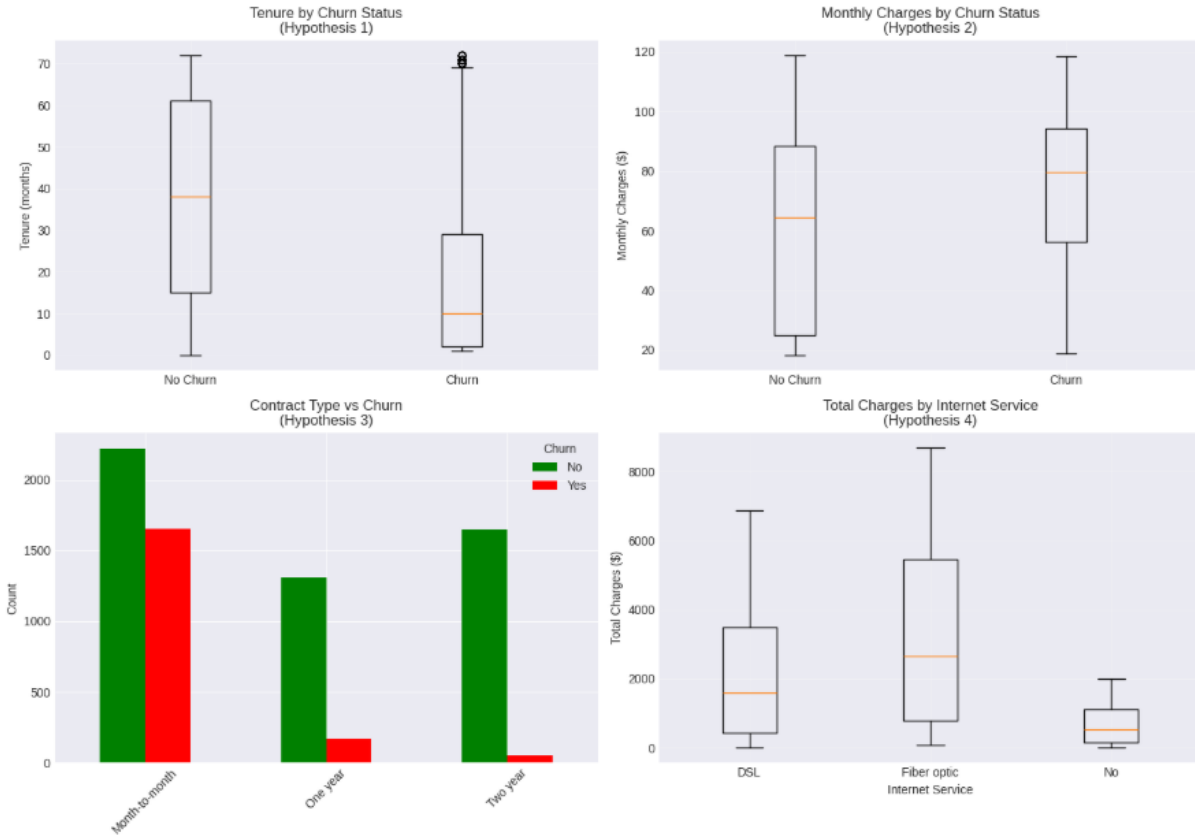 Tenure by Churn Status
(Hypothesis 1)
Tenure (months)
70
60
50
40
30
20
10
0
No Churn
Churn
Monthly Charges by Churn Status
(Hypothesis 2)
Monthly Charges ($)
120
100
80
60
40
20
No Churn
Churn
Contract Type vs Churn
(Hypothesis 3)
Churn
No
Yes
Count
2000
1500
1000
500
0
Month-to-month
One year
Two year
Total Charges by Internet Service
(Hypothesis 4)
Total Charges ($)
8000
6000
4000
2000
0
DSL
Fiber optic
No
Internet Service